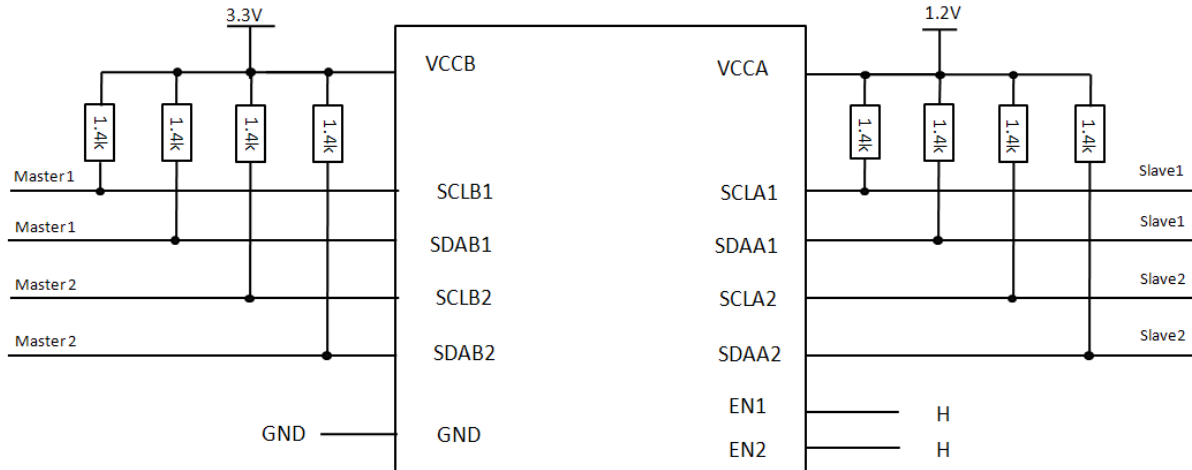 3.3V
1.2V
VCCB
VCCA
1.4k
1.4k
1.4k
1.4k
1.4k
1.4k
1.4k
1.4k
Master1
SCLB1
SCLA1
Slave1
Master1
SDAB1
SDAA1
Slave1
Master2
SCLB2
SCLA2
Slave2
Master2
SDAB2
SDAA2
Slave2
EN1
H
GND
GND
EN2
H